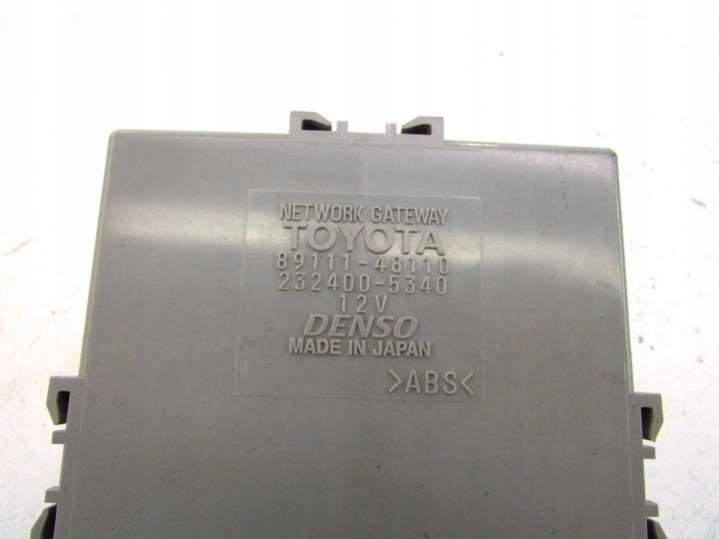 NETWORK GATEWAY
TOYOTA
89111-48110
232400-5340
12V
DENSO
MADE IN JAPAN
>ABS<